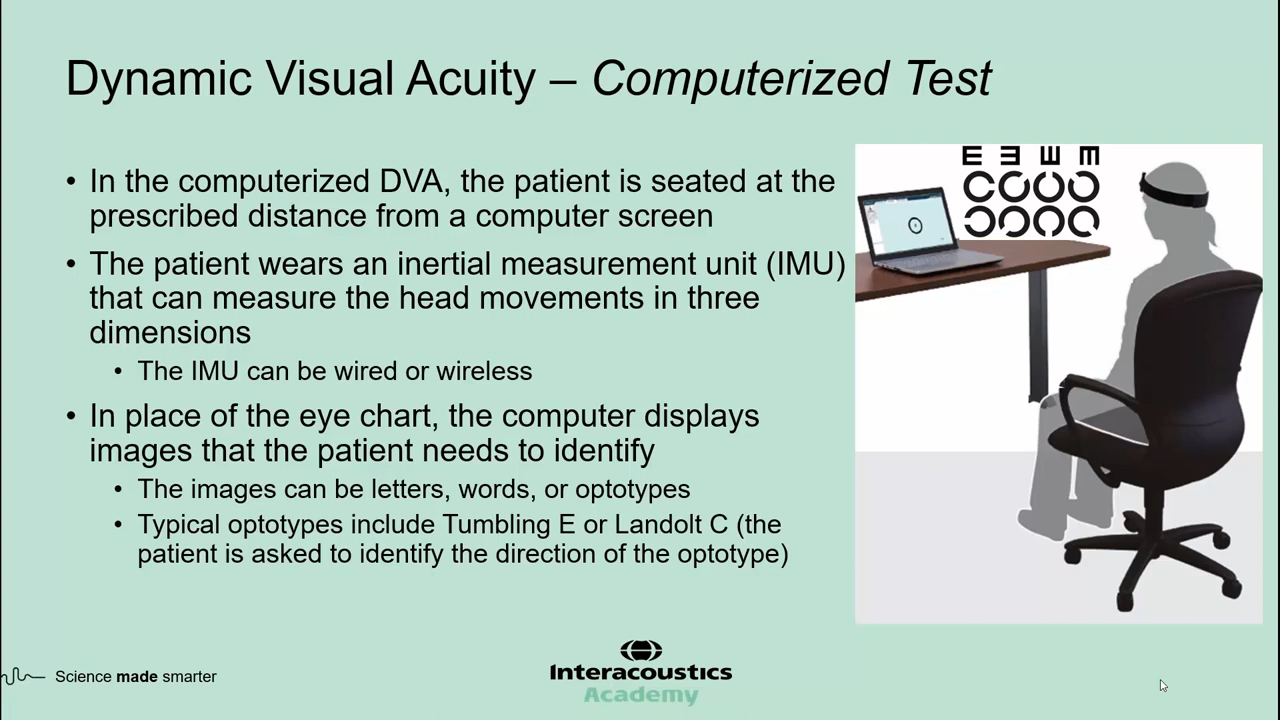 Dynamic Visual Acuity – Computerized Test
• In the computerized DVA, the patient is seated at the
prescribed distance from a computer screen
• The patient wears an inertial measurement unit (IMU)
that can measure the head movements in three
dimensions
• The IMU can be wired or wireless
• In place of the eye chart, the computer displays
images that the patient needs to identify
• The images can be letters, words, or optotypes
• Typical optotypes include Tumbling E or Landolt C (the
patient is asked to identify the direction of the optotype)
Science made smarter
Interacoustics
Academy